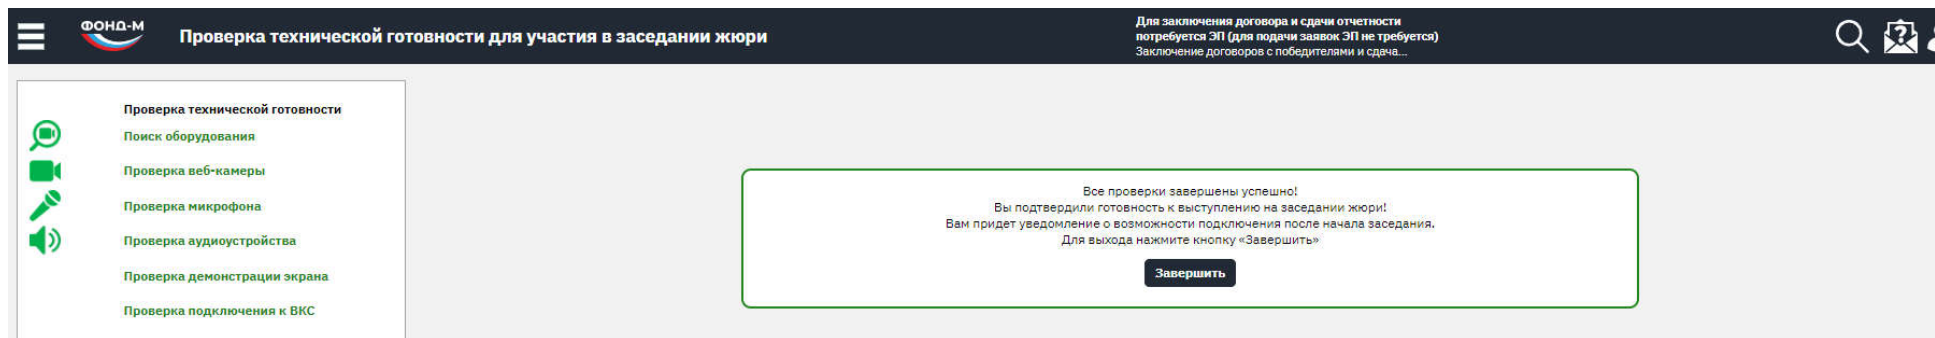 ФОНД-М
Проверка технической готовности для участия в заседании жюри
Для заключения договора и сдачи отчетности
потребуется ЭП (для подачи заявок ЭП не требуется)
Заключение договоров с победителями и сдача...
Проверка технической готовности
Поиск оборудования
Проверка веб-камеры
Проверка микрофона
Проверка аудиоустройства
Проверка демонстрации экрана
Проверка подключения к ВКС
Все проверки завершены успешно!
Вы подтвердили готовность к выступлению на заседании жюри!
Вам придет уведомление о возможности подключения после начала заседания.
Для выхода нажмите кнопку «Завершить»
Завершить